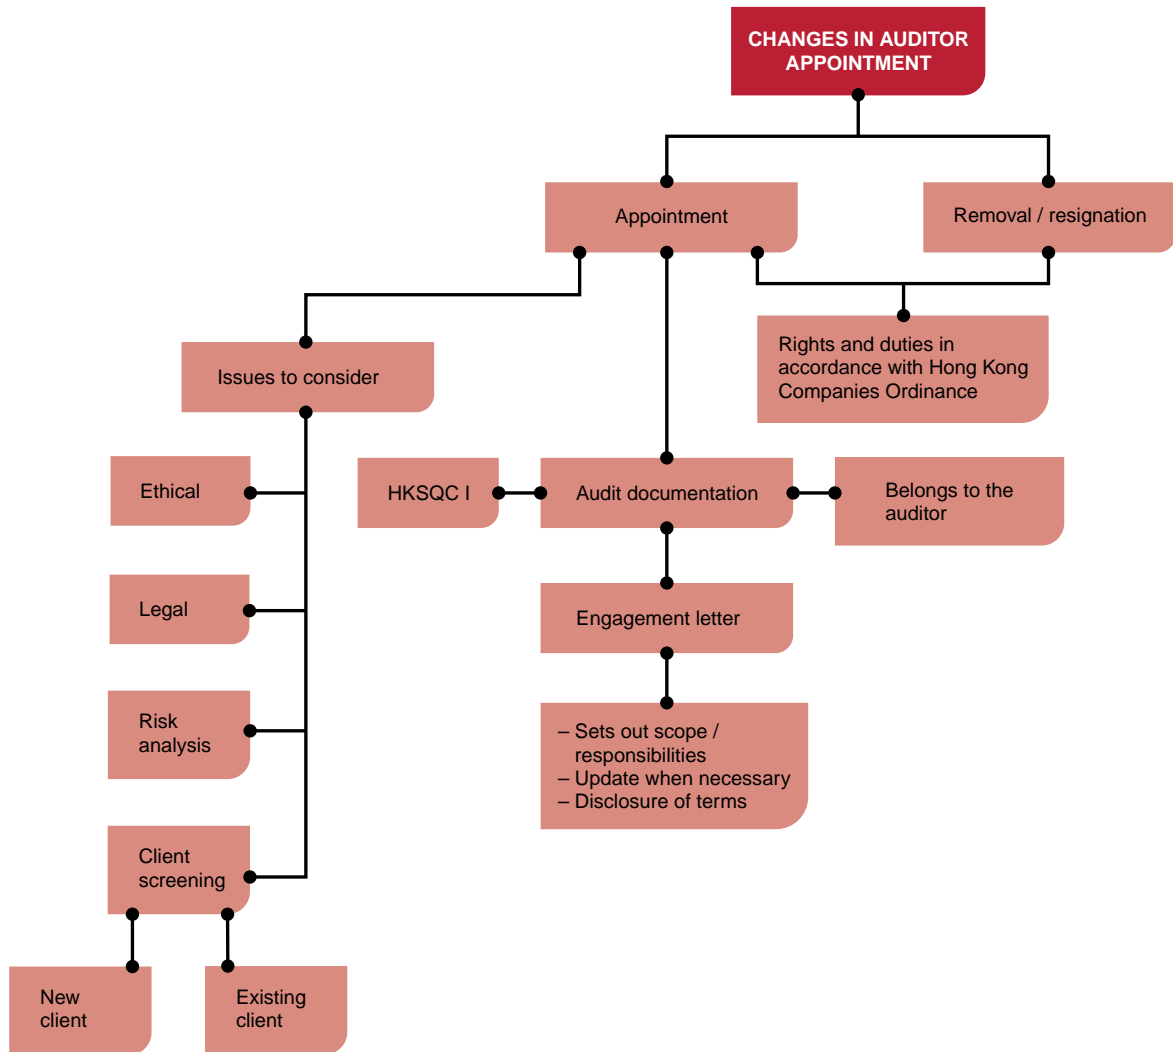 CHANGES IN AUDITOR
APPOINTMENT
Appointment
Removal / resignation
Rights and duties in
accordance with Hong Kong
Companies Ordinance
Issues to consider
Ethical
HKSQC I
Audit documentation
Belongs to the
auditor
Legal
Engagement letter
Risk
analysis
– Sets out scope /
responsibilities
– Update when necessary
– Disclosure of terms
Client
screening
New
client
Existing
client